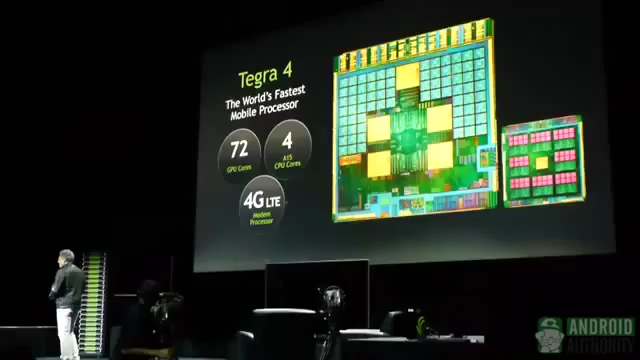 Tegra 4
The World's Fastest
Mobile Processor
72
GPU Cores
4
A15
CPU Cores
4G LTE
Modem
Processor
ANDROID
AUTHORITY